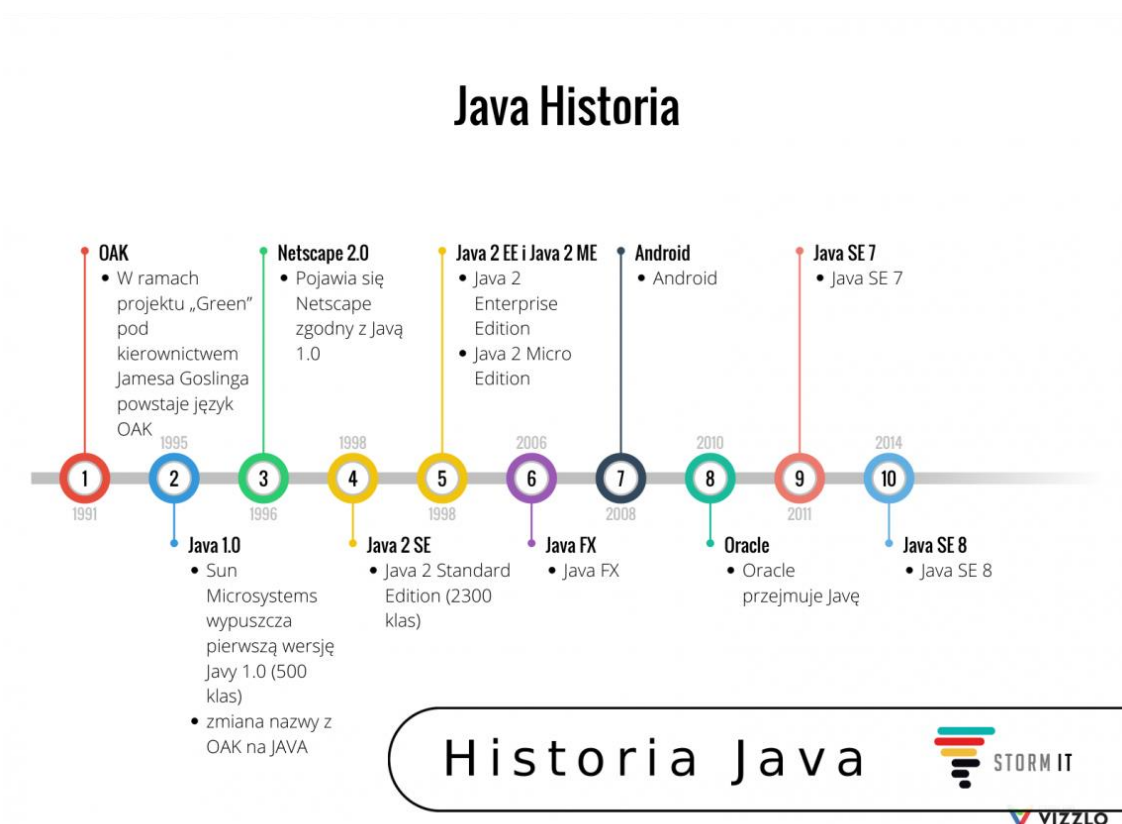 Java Historia
OAK
• W ramach
projektu „Green”
pod
kierownictwem
Jamesa Goslinga
powstaje język
OAK
Netscape 2.0
• Pojawia się
Netscape
zgodny z Javą
1.0
Java 2 EE i Java 2 ME
• Java 2
Enterprise
Edition
• Java 2 Micro
Edition
Android
• Android
Java SE 7
• Java SE 7
1995
1998
2006
2010
2014
1
2
3
4
5
6
7
8
9
10
1991
1996
1998
2008
2011
Java 1.0
• Sun
Microsystems
wypuszcza
pierwszą wersję
Javy 1.0 (500
klas)
• zmiana nazwy z
OAK na JAVA
Java 2 SE
• Java 2 Standard
Edition (2300
klas)
Java FX
• Java FX
Oracle
• Oracle
przejmuje Javę
Java SE 8
• Java SE 8
Historia Java
STORM IT
VIZZLO